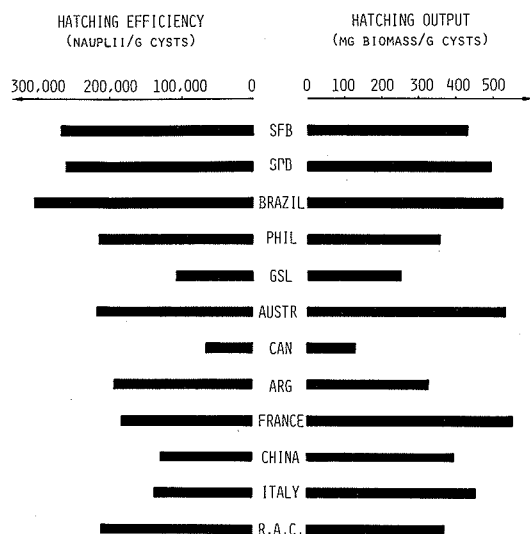 HATCHING EFFICIENCY
(NAUPLII/G CYSTS)
HATCHING OUTPUT
(MG BIOMASS/G CYSTS)
300,000 200,000 100,000 0
0 100 200 300 400 500
SFB
SPB
BRAZIL
PHIL
GSL
AUSTR
CAN
ARG
FRANCE
CHINA
ITALY
R.A.C.